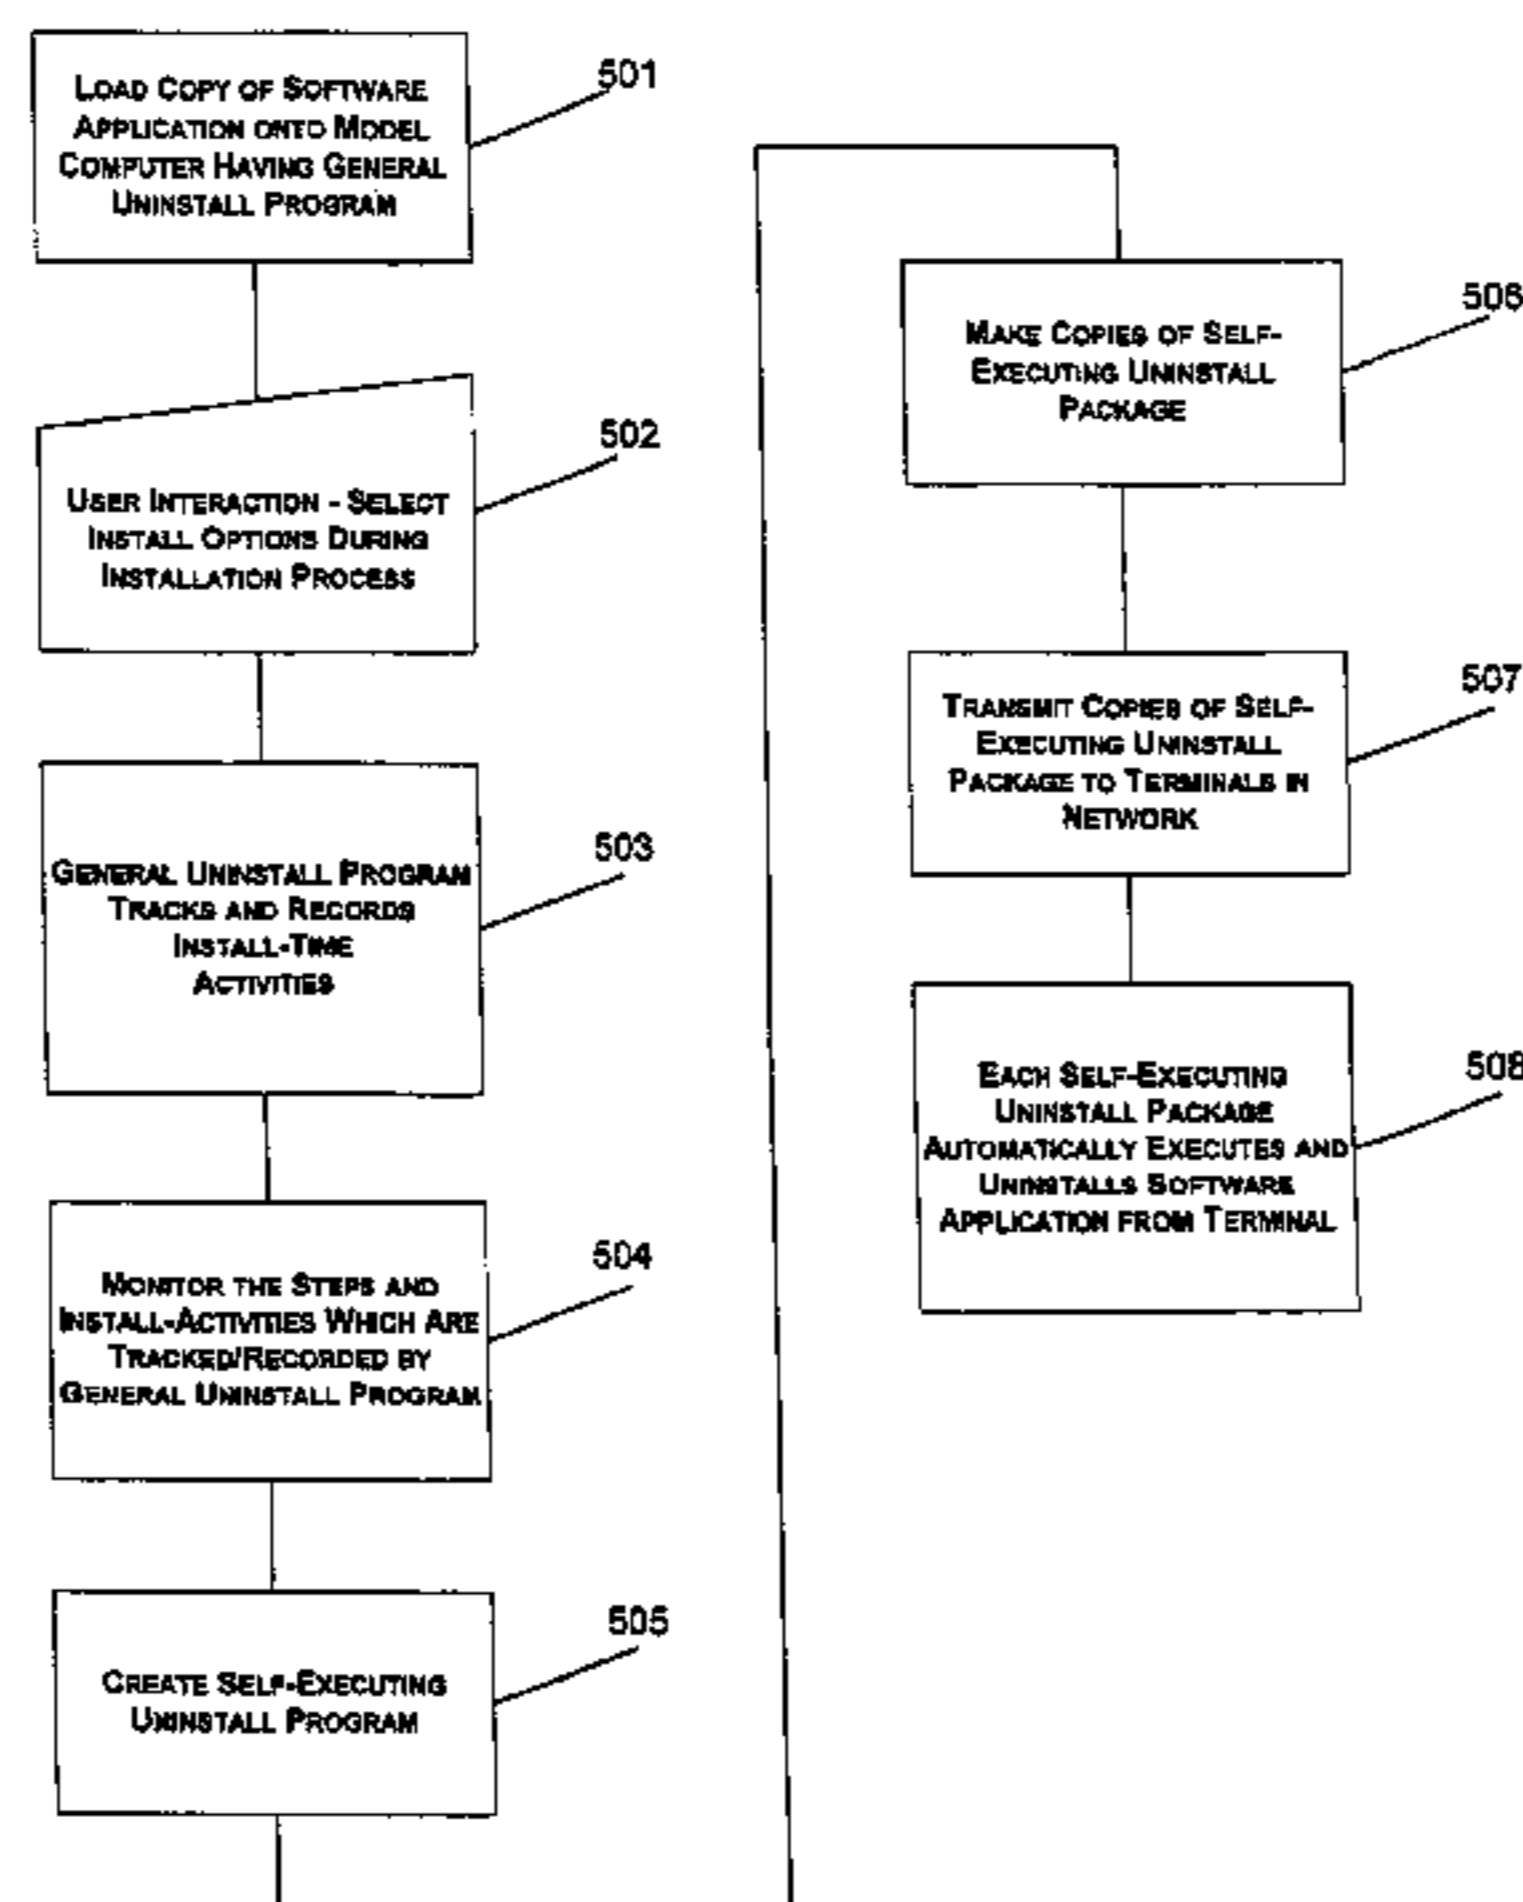 LOAD COPY OF SOFTWARE
APPLICATION ONTO MODEL
COMPUTER HAVING GENERAL
UNINSTALL PROGRAM
501
USER INTERACTION - SELECT
INSTALL OPTIONS DURING
INSTALLATION PROCESS
502
GENERAL UNINSTALL PROGRAM
TRACKS AND RECORDS
INSTALL-TIME
ACTIVITIES
503
MONITOR THE STEPS AND
INSTALL-ACTIVITIES WHICH ARE
TRACKED/RECORDED BY
GENERAL UNINSTALL PROGRAM
504
CREATE SELF-EXECUTING
UNINSTALL PROGRAM
505
MAKE COPIES OF SELF-
EXECUTING UNINSTALL
PACKAGE
506
TRANSMIT COPIES OF SELF-
EXECUTING UNINSTALL
PACKAGE TO TERMINALS IN
NETWORK
507
EACH SELF-EXECUTING
UNINSTALL PACKAGE
AUTOMATICALLY EXECUTES AND
UNINSTALLS SOFTWARE
APPLICATION FROM TERMINAL
508